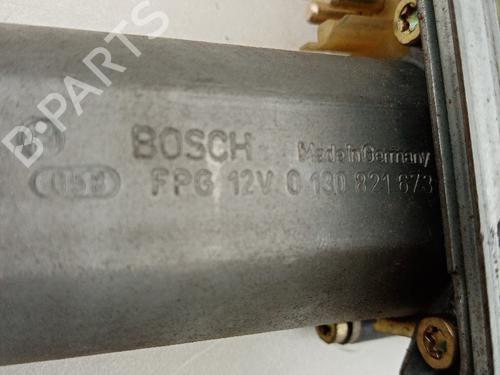 BOSCH Made In Germany
FPG 12V 0 130 821 673
B-PARTS